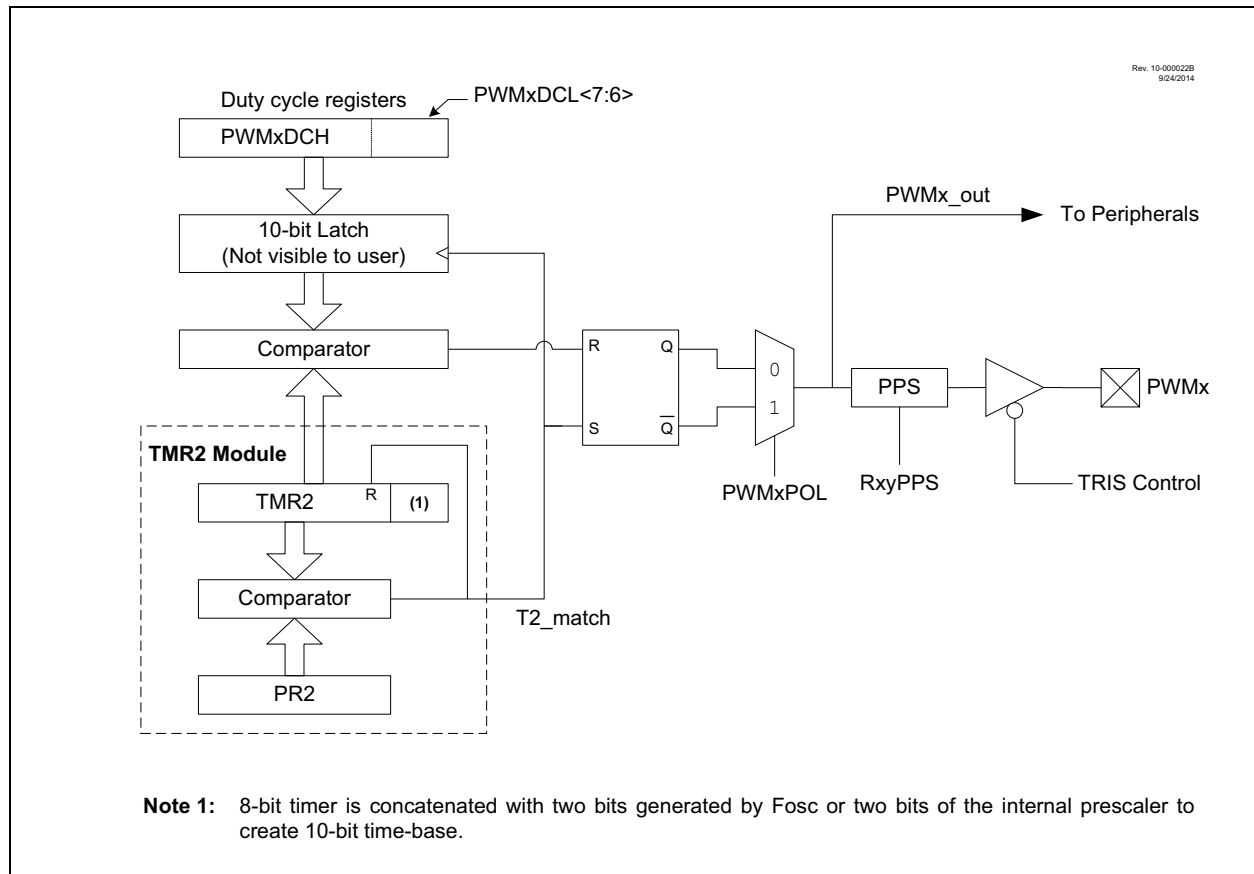 Rev. 10-000022B
9/24/2014
Duty cycle registers
PWMxDCL<7:6>
PWMxDCH
PWMx_out
To Peripherals
10-bit Latch
(Not visible to user)
Comparator
R
Q
S
Q̅
0
1
PPS
PWMx
PWMxPOL
RxyPPS
TRIS Control
TMR2 Module
TMR2
R
(1)
Comparator
T2_match
PR2
Note 1: 8-bit timer is concatenated with two bits generated by Fosc or two bits of the internal prescaler to
create 10-bit time-base.